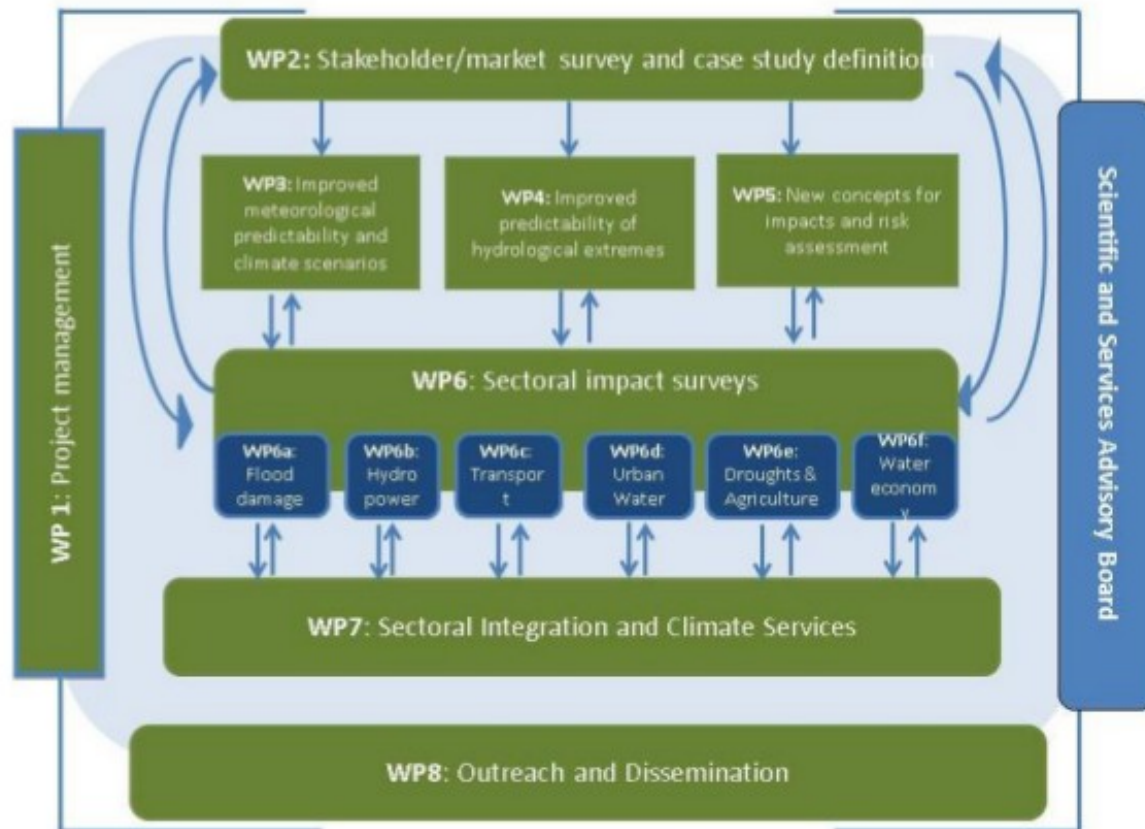 WP2: Stakeholder/market survey and case study definition
WP3: Improved
meteorological
predictability and
climate scenarios
WP4: Improved
predictability of
hydrological extremes
WP5: New concepts for
impacts and risk
assessment
WP 1: Project management
Scientific and Services Advisory Board
WP6: Sectoral impact surveys
WP6a:
Flood
damage
WP6b:
Hydro
power
WP6c:
Transpor
t
WP6d:
Urban
Water
WP6e:
Droughts &
Agriculture
WP6f:
Water
econom
y
WP7: Sectoral Integration and Climate Services
WP8: Outreach and Dissemination